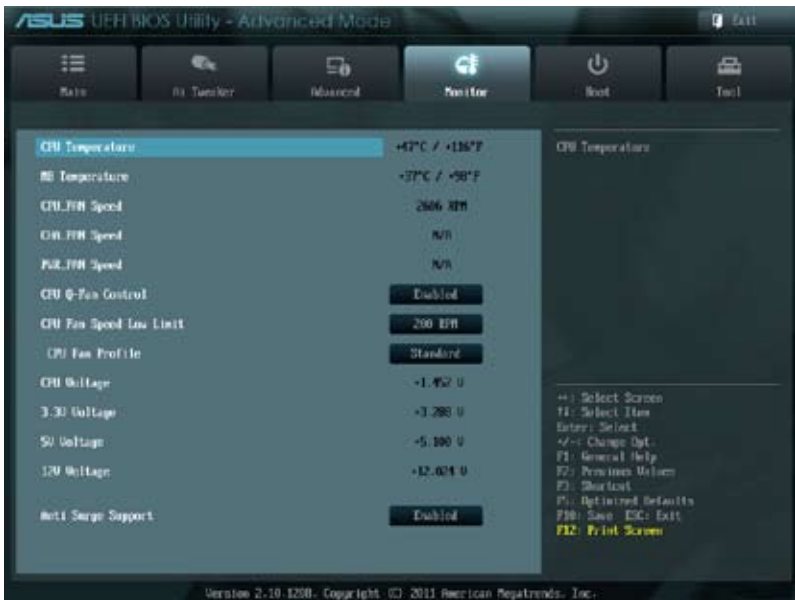 ASUS UEFI BIOS Utility - Advanced Mode
Exit
Main
Ai Tweaker
Advanced
Monitor
Boot
Tool
CPU Temperature +47°C / +116°F
MB Temperature +37°C / +98°F
CPU_FAN Speed 2606 RPM
CHA_FAN Speed N/A
PWR_FAN Speed N/A
CPU Q-Fan Control Enabled
CPU Fan Speed Low Limit 200 RPM
CPU Fan Profile Standard
CPU Voltage +1.452 V
3.3V Voltage
5V Voltage +5.100 V
12V Voltage +12.024 V
Anti Surge Support Enabled
CPU Temperature
→←: Select Screen
↑↓: Select Item
Enter: Select
+/-: Change Opt.
F1: General Help
F2: Previous Values
F3: Shortcut
F5: Optimized Defaults
F10: Save ESC: Exit
F12: Print Screen
Version 2.10.1208. Copyright (C) 2011 American Megatrends, Inc.